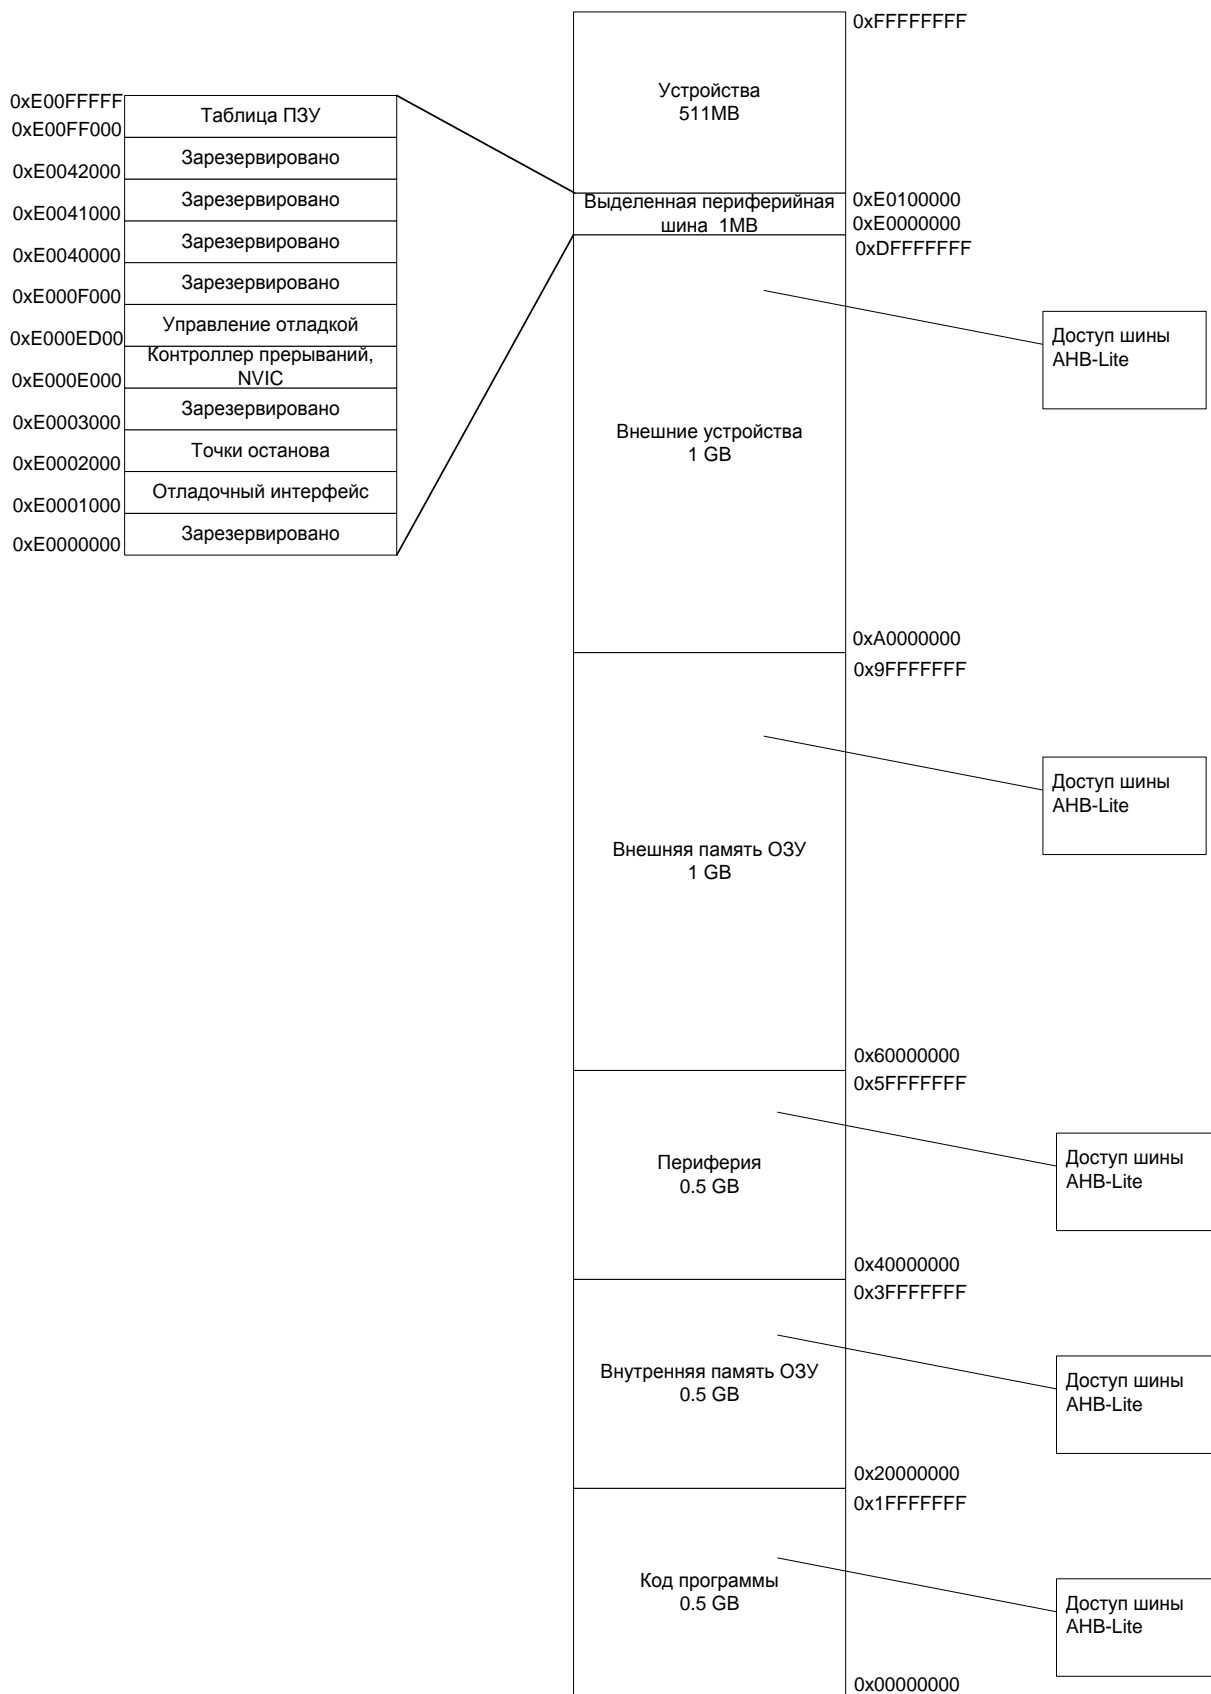 0xFFFFFFFF
Устройства
511MB
0xE00FFFFF
Таблица ПЗУ
0xE00FF000
Зарезервировано
0xE0042000
Зарезервировано
0xE0041000
Зарезервировано
0xE0040000
Зарезервировано
0xE000F000
Управление отладкой
0xE000ED00
Контроллер прерываний,
NVIC
0xE000E000
Зарезервировано
0xE0003000
Точки останова
0xE0002000
Отладочный интерфейс
0xE0001000
Зарезервировано
0xE0000000
Выделенная периферийная
шина 1MB
0xE0100000
0xE0000000
0xDFFFFFFF
Доступ шины
AHB-Lite
Внешние устройства
1 GB
0xA0000000
0x9FFFFFFF
Доступ шины
AHB-Lite
Внешняя память ОЗУ
1 GB
0x60000000
0x5FFFFFFF
Доступ шины
AHB-Lite
Периферия
0.5 GB
0x40000000
0x3FFFFFFF
Доступ шины
AHB-Lite
Внутренняя память ОЗУ
0.5 GB
0x20000000
0x1FFFFFFF
Код программы
0.5 GB
Доступ шины
AHB-Lite
0x00000000